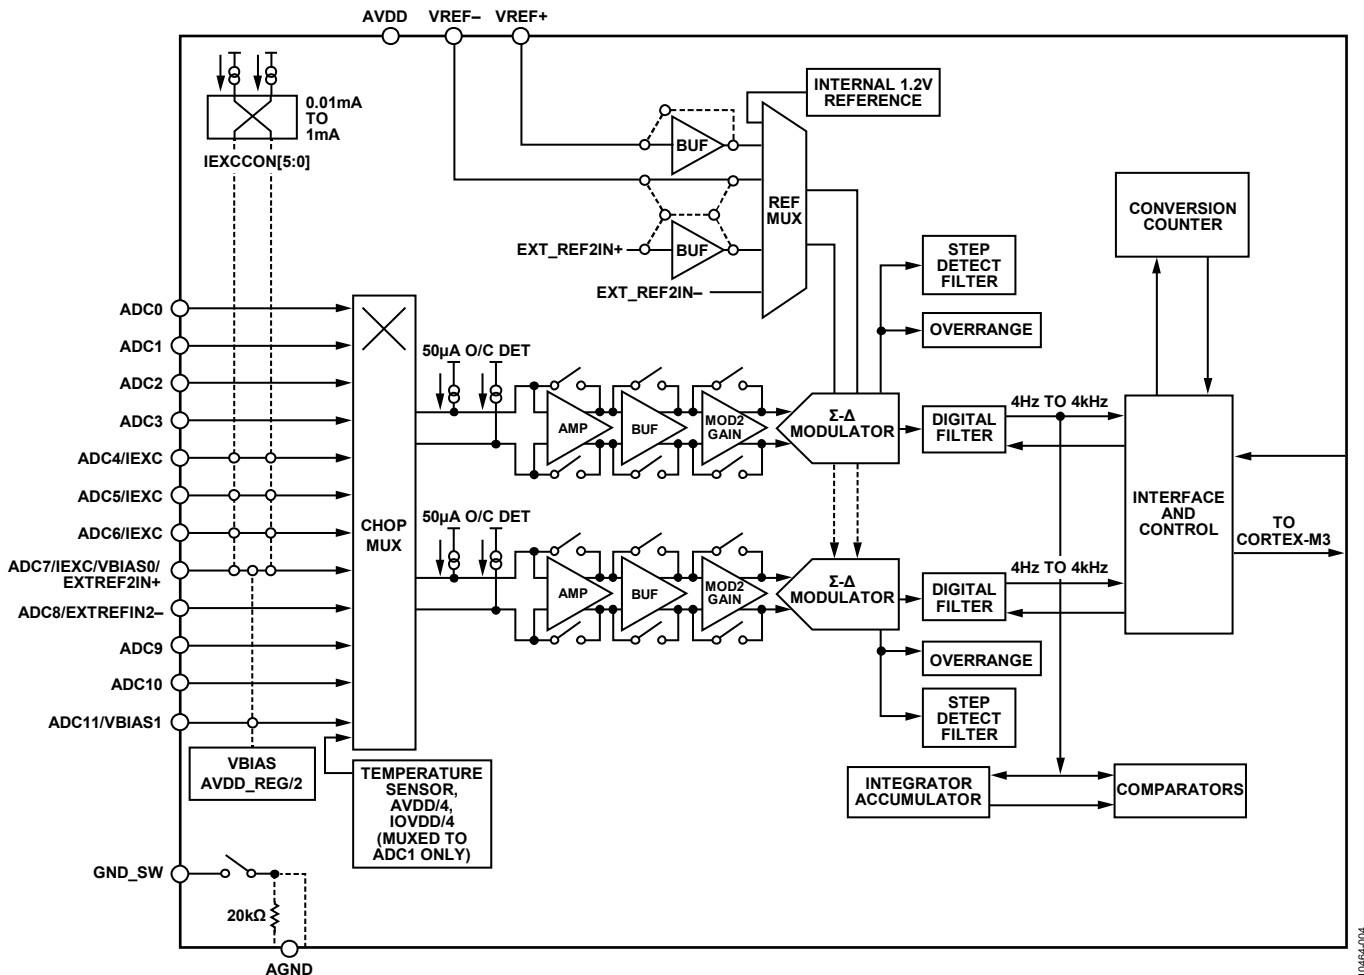 AVDD
VREF–
VREF+
0.01mA
TO
1mA
IEXCCON[5:0]
INTERNAL 1.2V
REFERENCE
BUF
REF
MUX
EXT_REF2IN+
BUF
EXT_REF2IN–
CONVERSION
COUNTER
STEP
DETECT
FILTER
OVERRANGE
ADC0
ADC1
ADC2
ADC3
ADC4/IEXC
ADC5/IEXC
ADC6/IEXC
ADC7/IEXC/VBIAS0/
EXTREF2IN+
ADC8/EXTREFIN2–
ADC9
ADC10
ADC11/VBIAS1
CHOP
MUX
50µA O/C DET
AMP
BUF
MOD2
GAIN
Σ-Δ
MODULATOR
DIGITAL
FILTER
4Hz TO 4kHz
INTERFACE
AND
CONTROL
TO
CORTEX-M3
50µA O/C DET
AMP
BUF
MOD2
GAIN
Σ-Δ
MODULATOR
DIGITAL
FILTER
4Hz TO 4kHz
OVERRANGE
STEP
DETECT
FILTER
VBIAS
AVDD_REG/2
TEMPERATURE
SENSOR,
AVDD/4,
IOVDD/4
(MUXED TO
ADC1 ONLY)
INTEGRATOR
ACCUMULATOR
COMPARATORS
GND_SW
20kΩ
AGND
10464-004